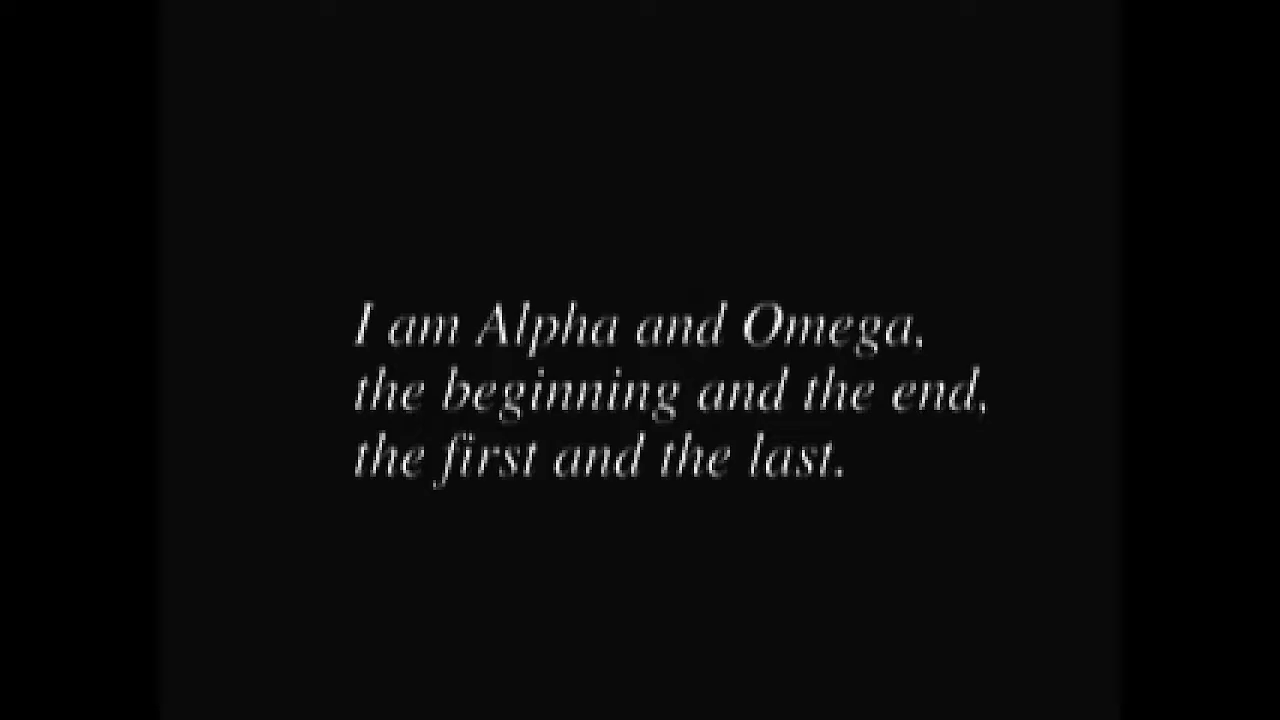 I am Alpha and Omega,
the beginning and the end,
the first and the last.